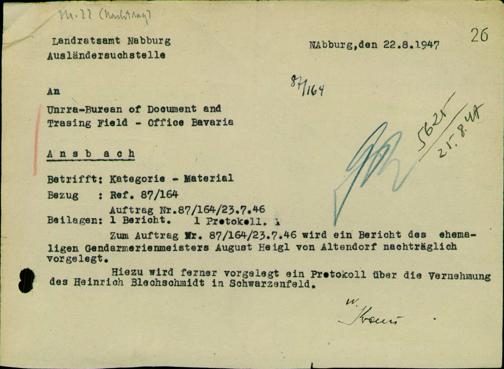 26
Landratsamt Nabburg
Ausländersuchstelle
NAbburg,den 22.8.1947
87/164
An
Unrra-Bureau of Document and
Trasing Field - Office Bavaria
5625
25.8.47
Ansbach
Betrifft: Kategorie - Material
Bezug : Ref. 87/164
Auftrag Nr.87/164/23.7.46
Beilagen: 1 Bericht. 1 Protokoll.
Zum Auftrag Nr. 87/164/23.7.46 wird ein Bericht des ehema-
ligen Gendarmerienmeisters August Heigl von Altendorf nachträglich
vorgelegt.
Hiezu wird ferner vorgelegt ein Protokoll über die Vernehmung
des Heinrich Blechschmidt in Schwarzenfeld.